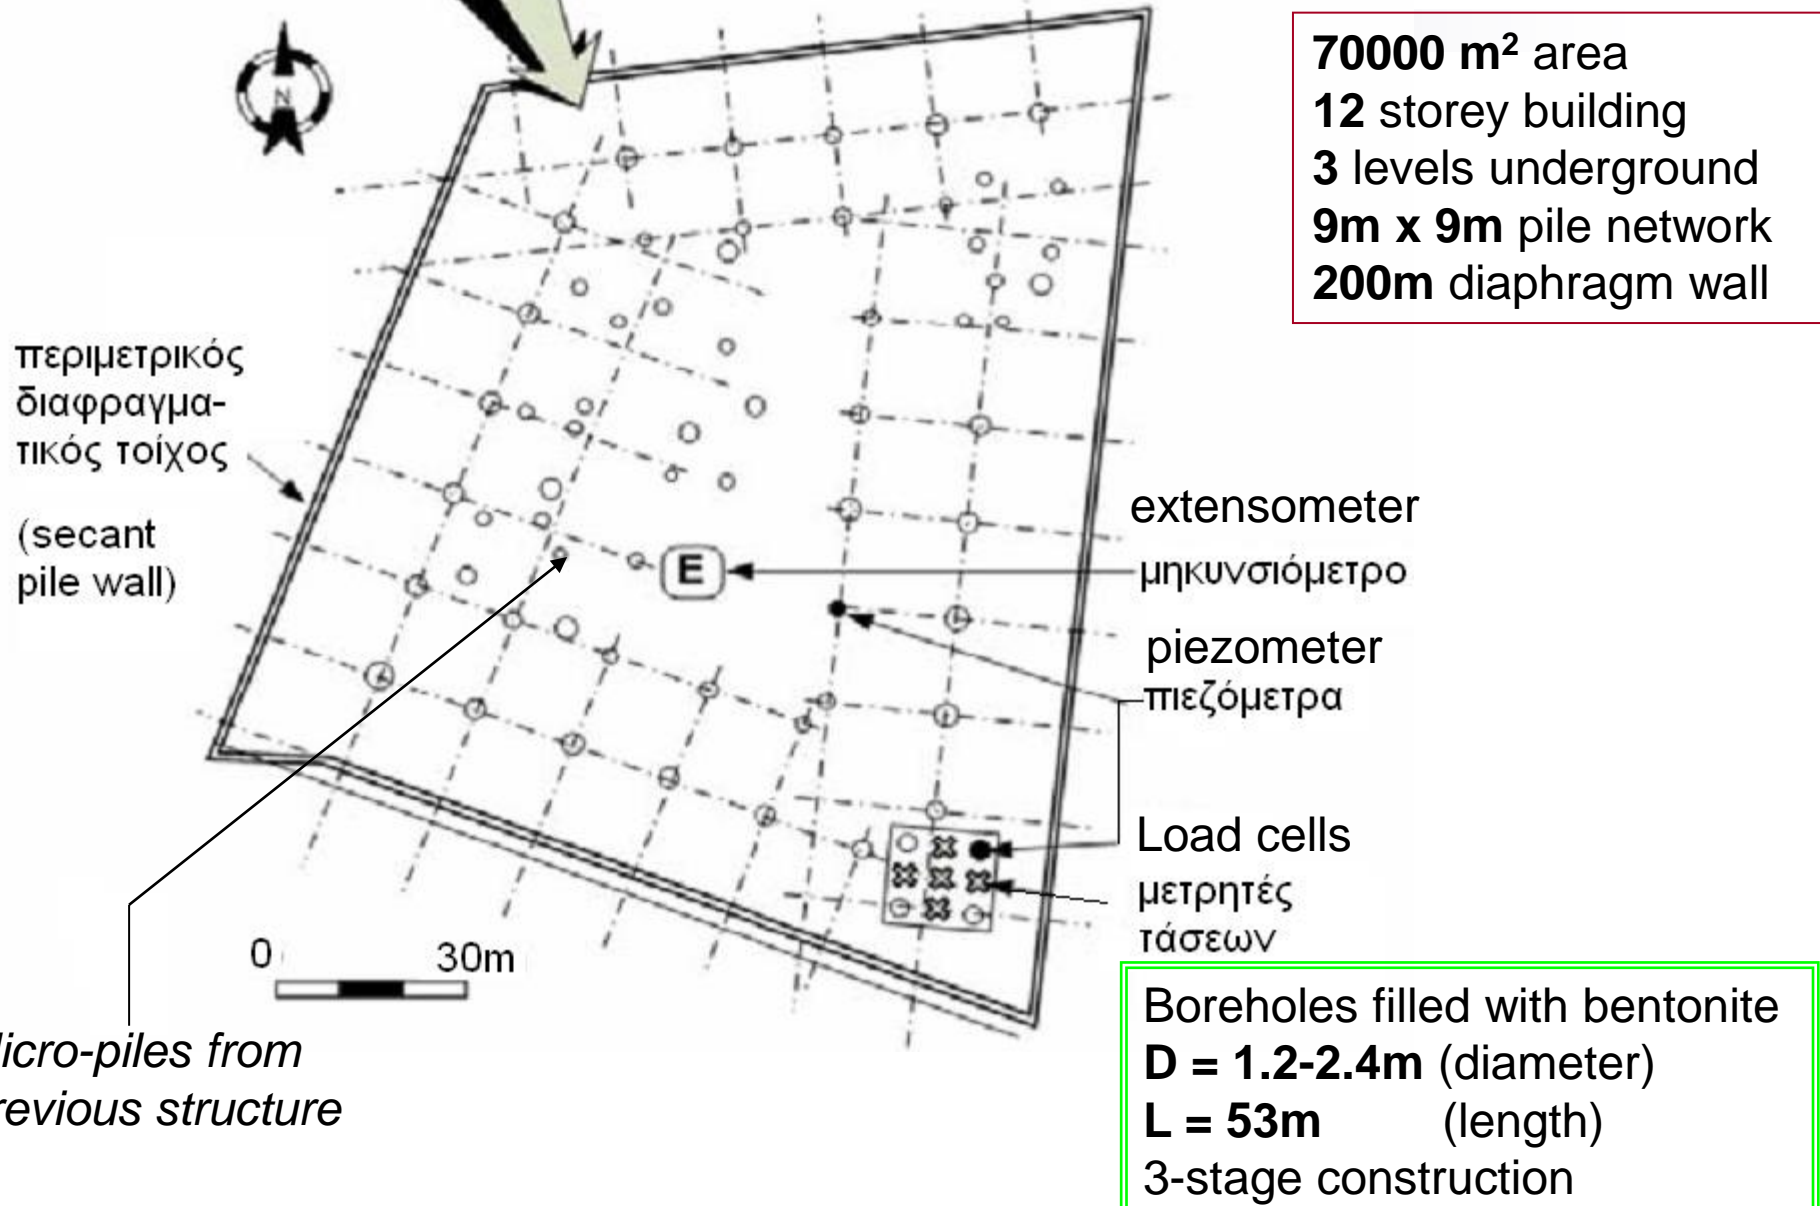 N
70000 m² area
12 storey building
3 levels underground
9m x 9m pile network
200m diaphragm wall
περιμετρικός
διαφραγμα-
τικός τοίχος
(secant
pile wall)
extensometer
μηκυνσιόμετρο
E
piezometer
πιεζόμετρα
Load cells
μετρητές
τάσεων
0 30m
icro-piles from
revious structure
Boreholes filled with bentonite
D = 1.2-2.4m (diameter)
L = 53m (length)
3-stage construction